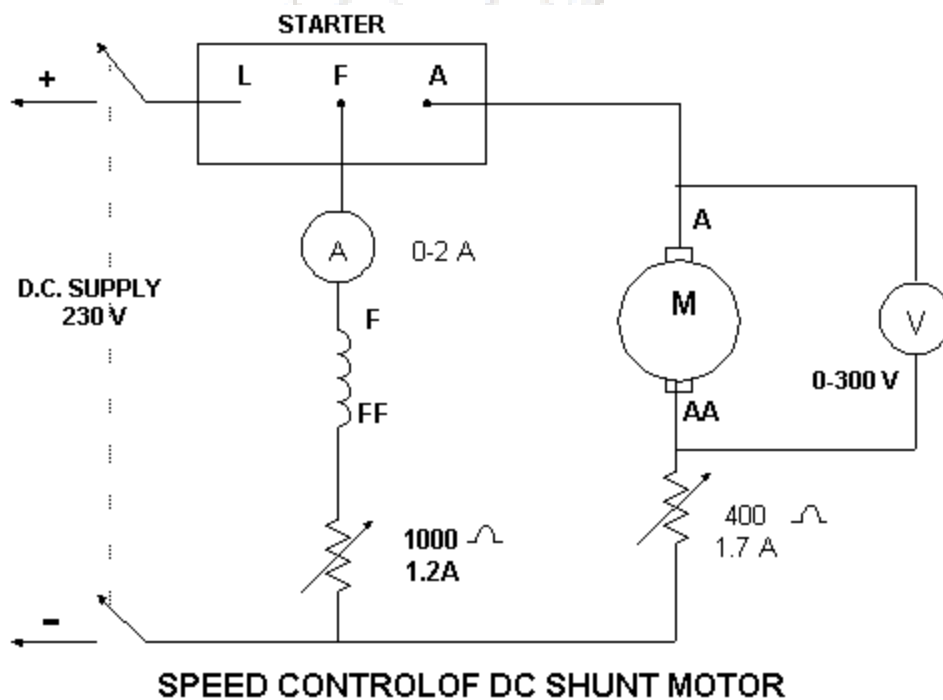 STARTER
L F A
+
A
A 0-2 A
D.C. SUPPLY
230 V
F
M
V
0-300 V
FF
AA
1000
1.2A
400
1.7 A
-
SPEED CONTROLOF DC SHUNT MOTOR